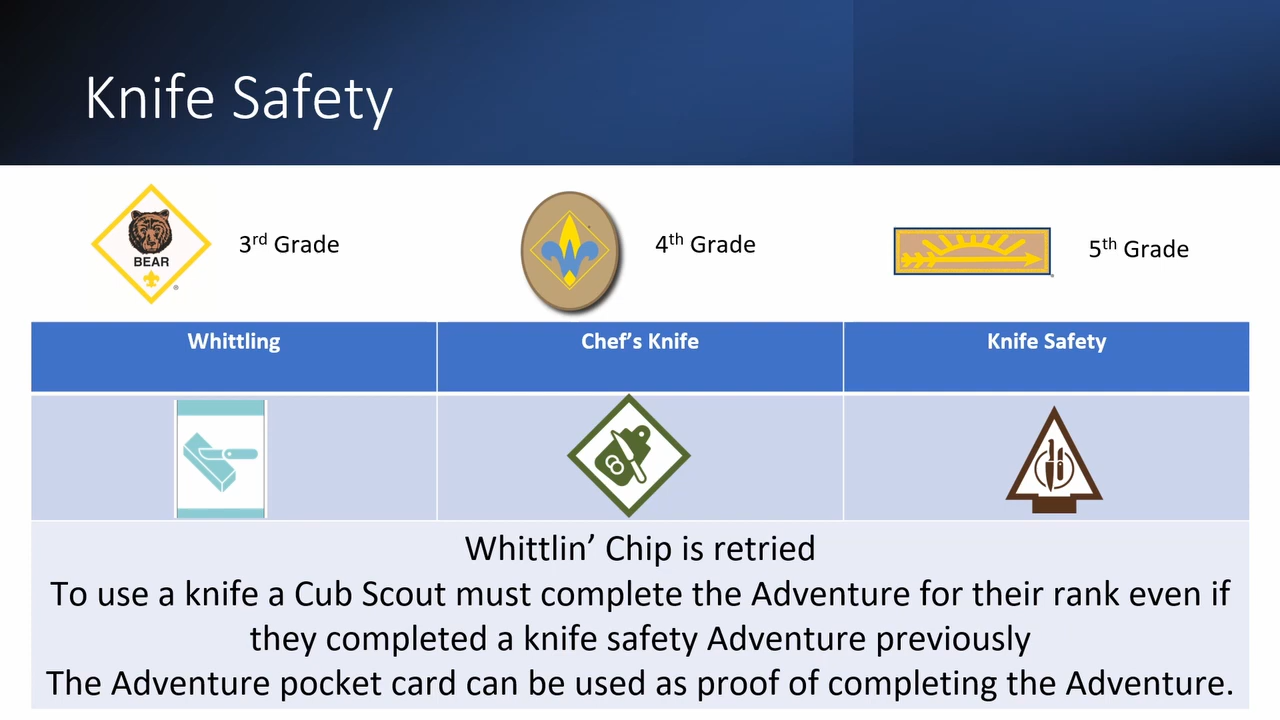 Knife Safety
BEAR
3rd Grade
4th Grade
5th Grade
Whittling
Chef's Knife
Knife Safety
Whittlin' Chip is retried
To use a knife a Cub Scout must complete the Adventure for their rank even if
they completed a knife safety Adventure previously
The Adventure pocket card can be used as proof of completing the Adventure.